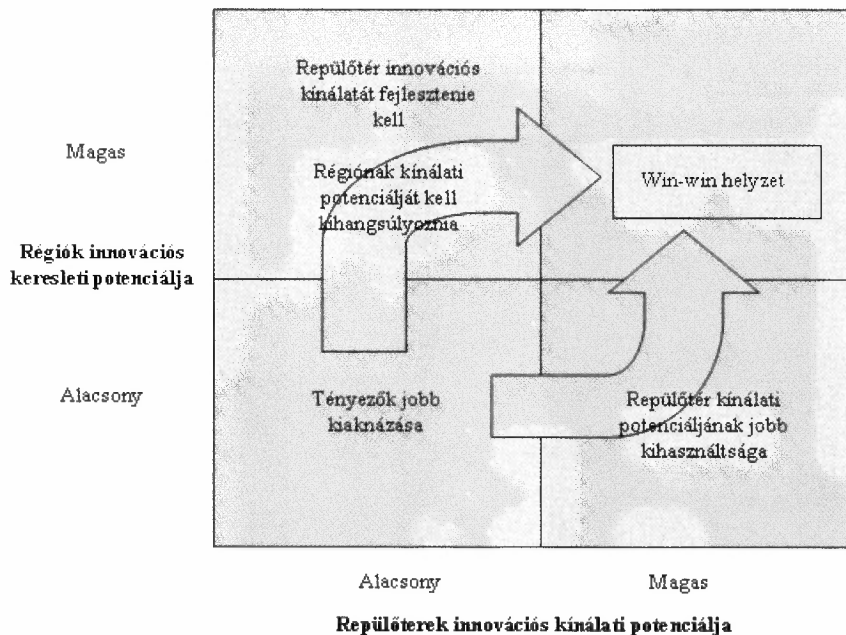 Repülőtér innovációs
kínálatát fejlesztenie
kell
Magas
Régiónak kínálati
potenciálját kell
kihangsúlyoznia
Win-win helyzet
Régiók innovációs
keresleti potenciálja
Alacsony
Tényezők jobb
kiaknázása
Repülőtér kínálati
potenciáljának jobb
kihasználtsága
Alacsony
Magas
Repülőterek innovációs kínálati potenciálja